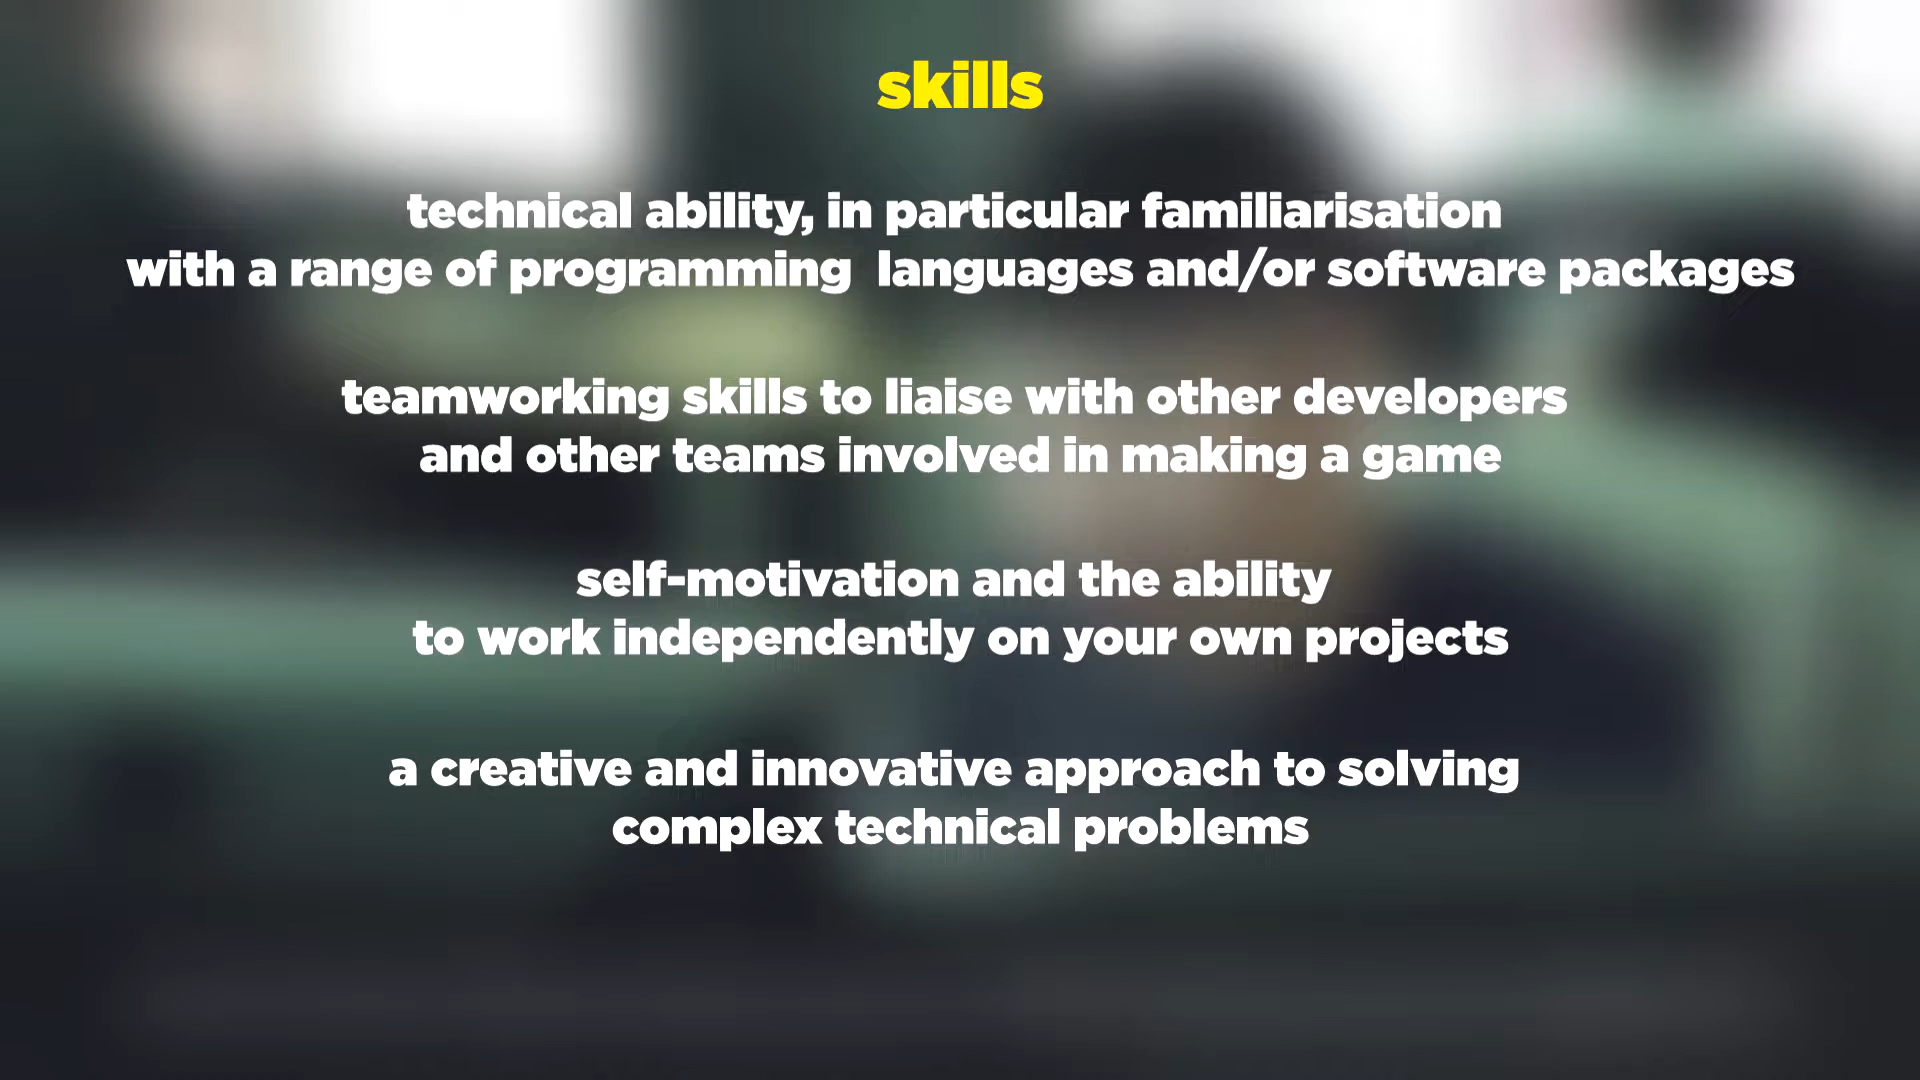 skills
technical ability, in particular familiarisation
with a range of programming  languages and/or software packages
teamworking skills to liaise with other developers
and other teams involved in making a game
self-motivation and the ability
to work independently on your own projects
a creative and innovative approach to solving
complex technical problems